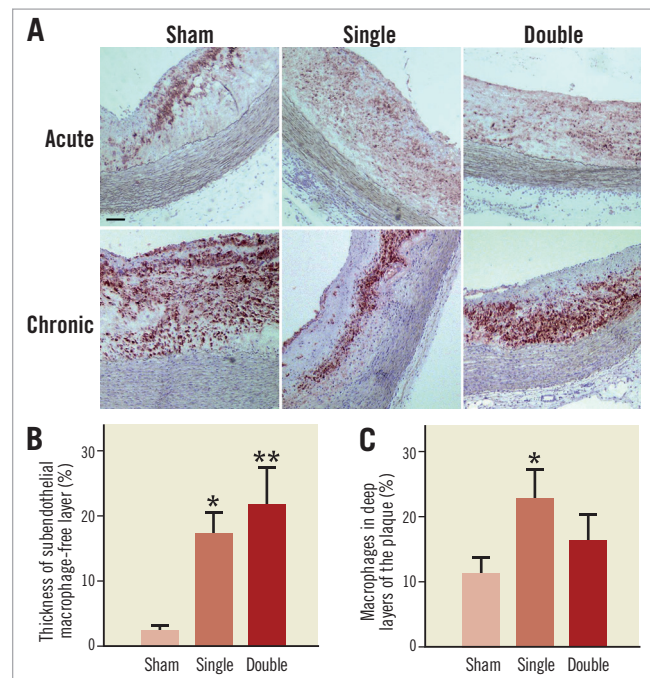 A
Sham Single Double
Acute
Chronic
B
Thickness of subendothelial
macrophage-free layer (%)
30
20
10
0
*
**
Sham Single Double
C
Macrophages in deep
layers of the plaque (%)
30
20
10
0
*
Sham Single Double